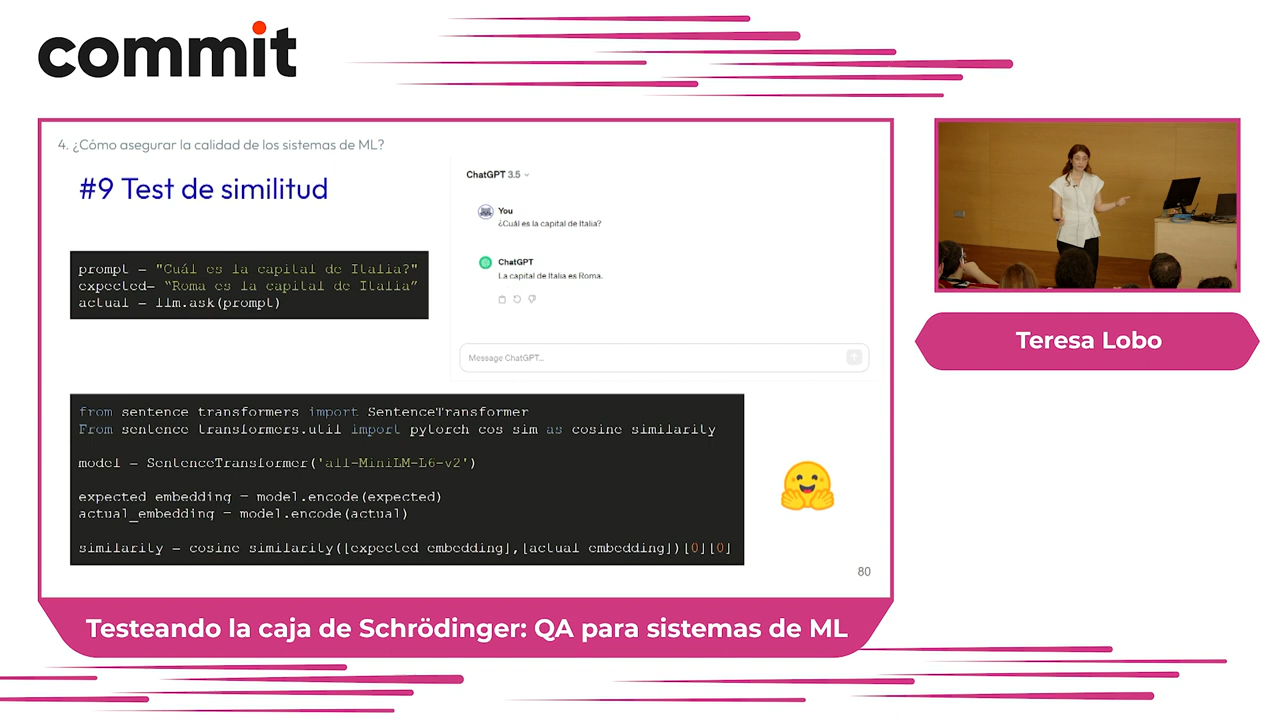 commit
4. ¿Cómo asegurar la calidad de los sistemas de ML?
#9 Test de similitud
prompt = "Cuál es la capital de Italia?"
expected= "Roma es la capital de Italia"
actual = llm.ask(prompt)
ChatGPT 3.5
You
¿Cuál es la capital de Italia?
ChatGPT
La capital de Italia es Roma.
Message ChatGPT...
from sentence_transformers import SentenceTransformer
From sentence_transformers.util import pytorch_cos_sim as cosine_similarity
model = SentenceTransformer('all-MiniLM-L6-v2')
expected_embedding = model.encode(expected)
actual_embedding = model.encode(actual)
similarity = cosine_similarity([expected_embedding],[actual_embedding])[0][0]
80
Teresa Lobo
Testeando la caja de Schrödinger: QA para sistemas de ML